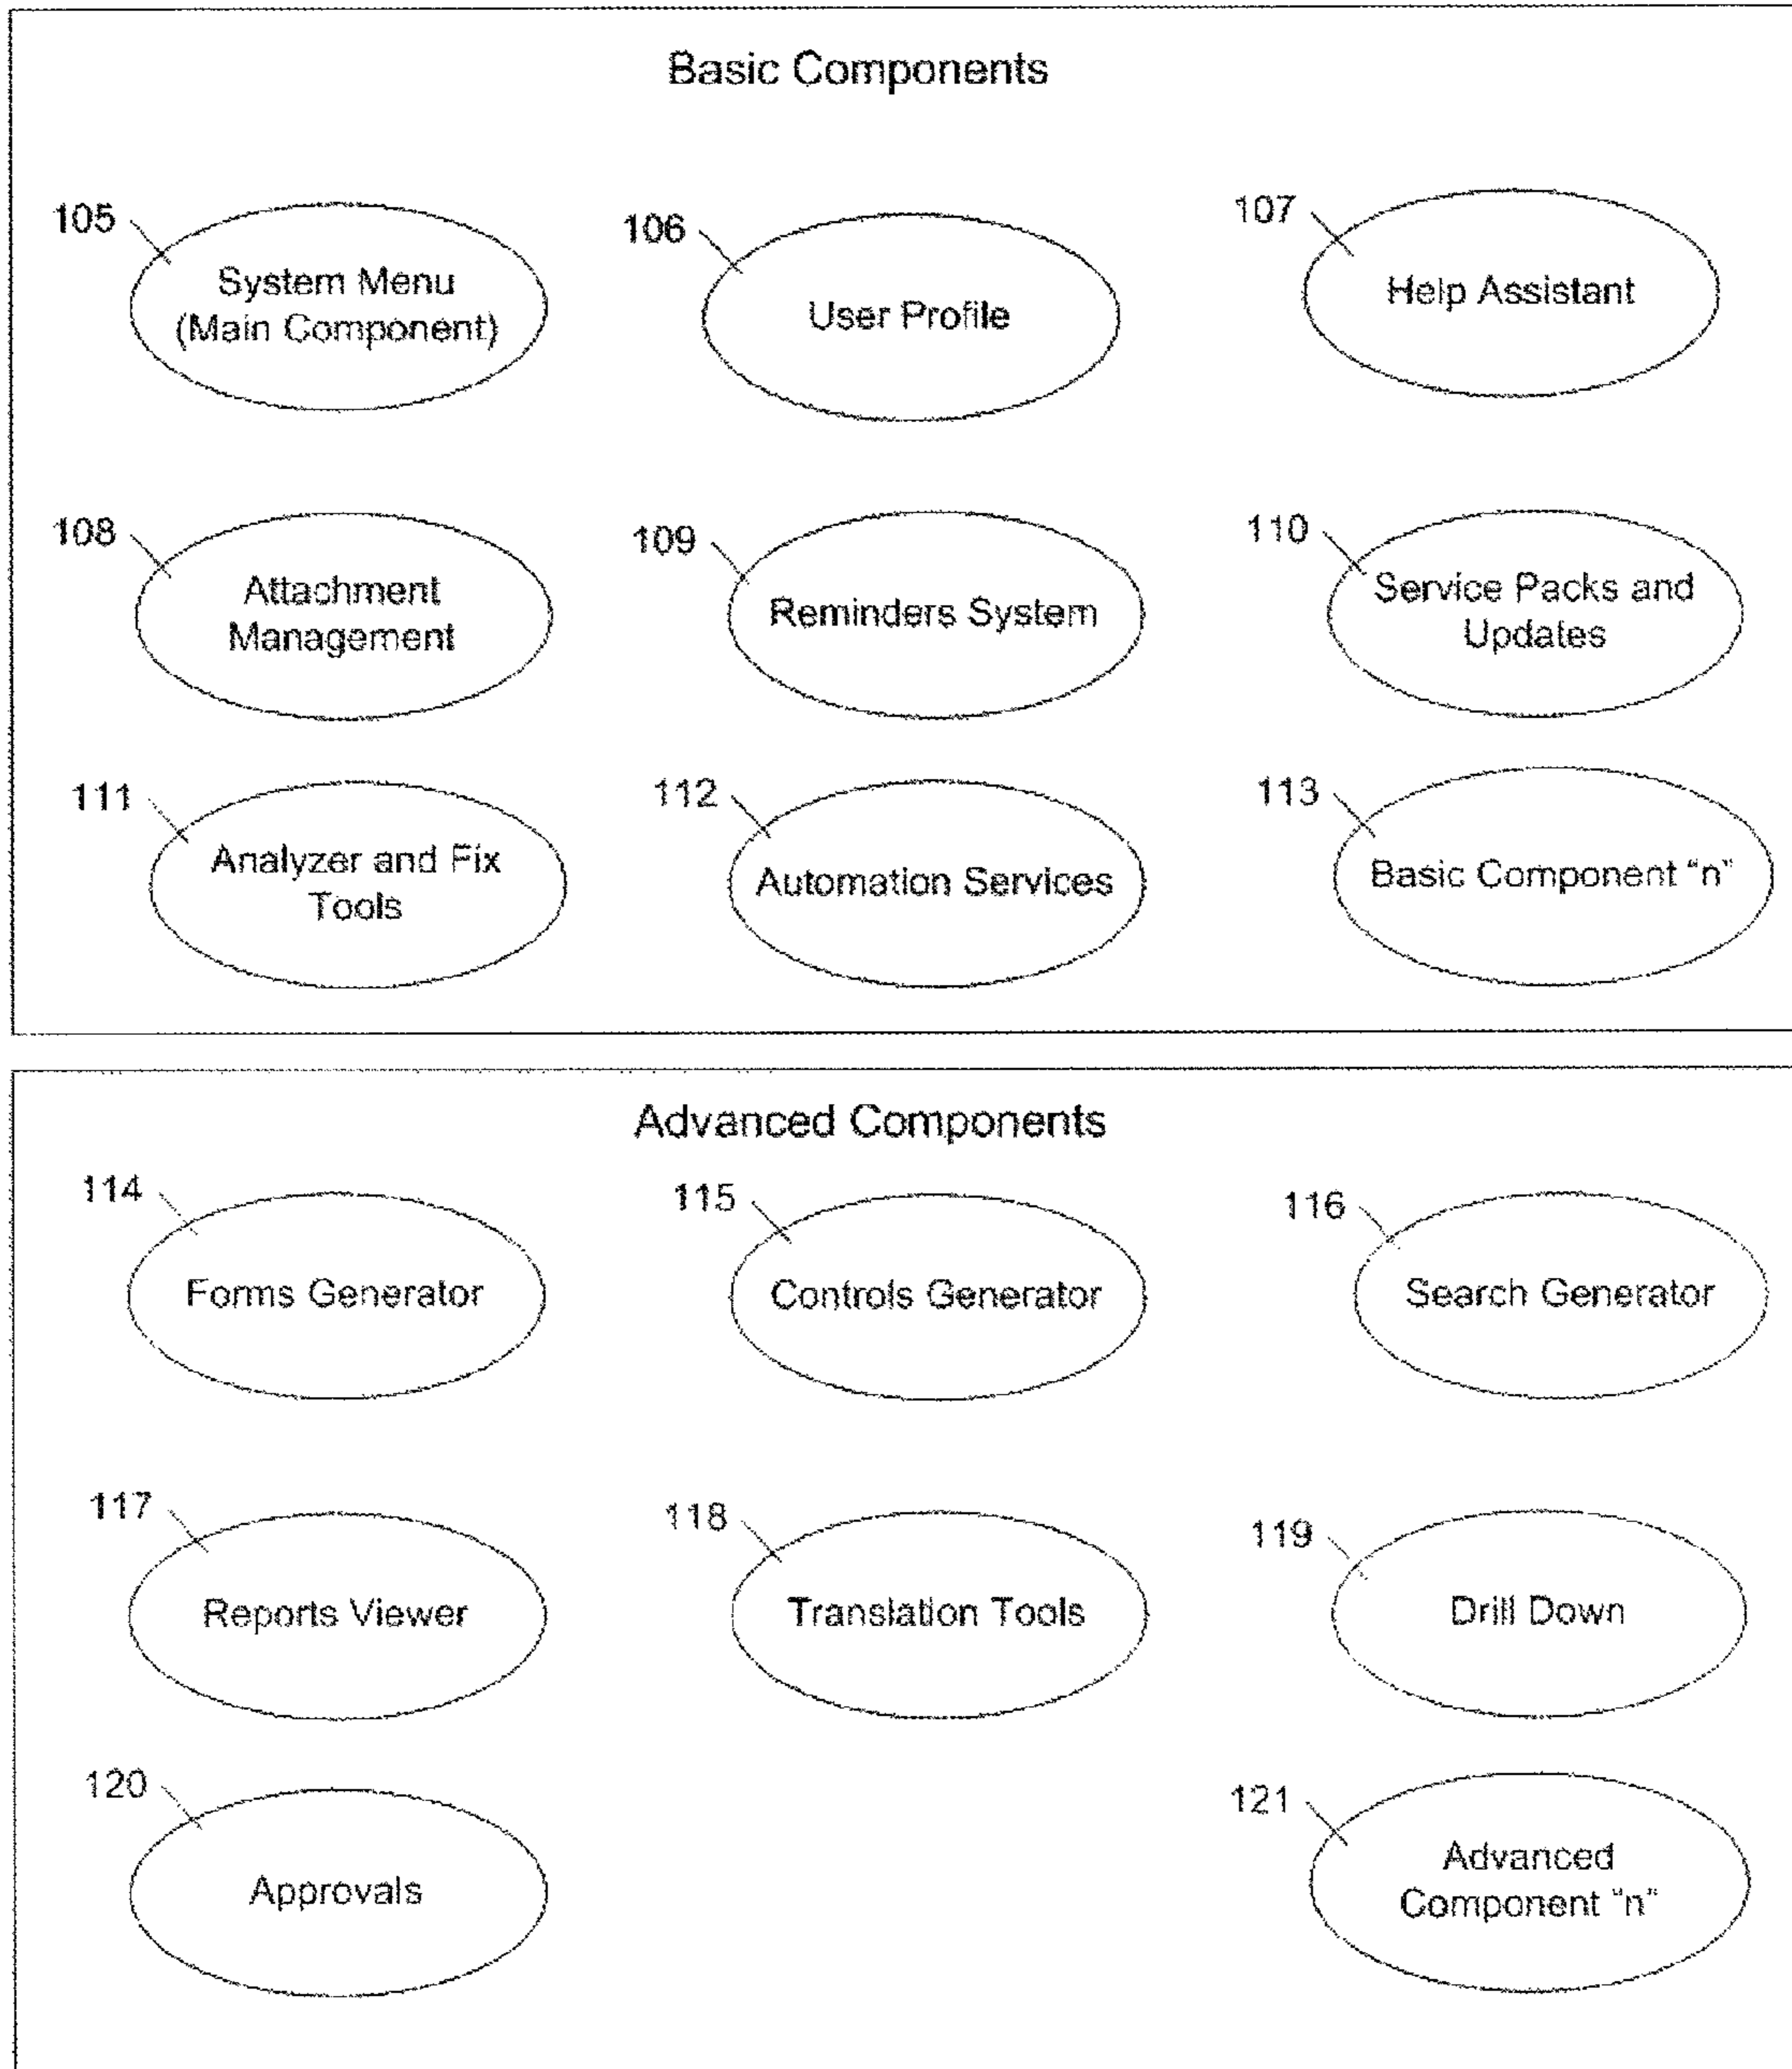 Basic Components
105
System Menu
(Main Component)
106
User Profile
107
Help Assistant
108
Attachment
Management
109
Reminders System
110
Service Packs and
Updates
111
Analyzer and Fix
Tools
112
Automation Services
113
Basic Component “n”
Advanced Components
114
Forms Generator
115
Controls Generator
116
Search Generator
117
Reports Viewer
118
Translation Tools
119
Drill Down
120
Approvals
121
Advanced
Component “n”